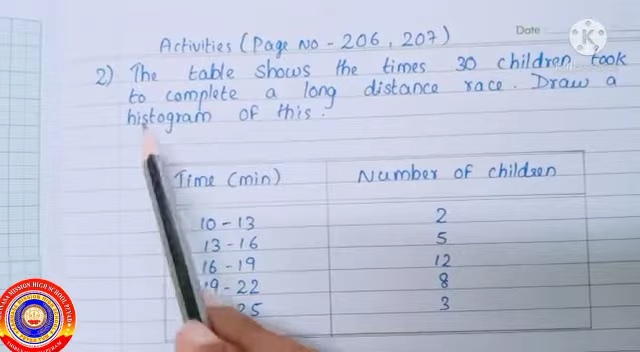 Date
Activities (Page No - 206, 207)
2) The table shows the times 30 children took
to complete a long distance race. Draw a
histogram of this.
Time (min) Number of children
10-13 2
13-16 5
16-19 12
19-22 8
25 3